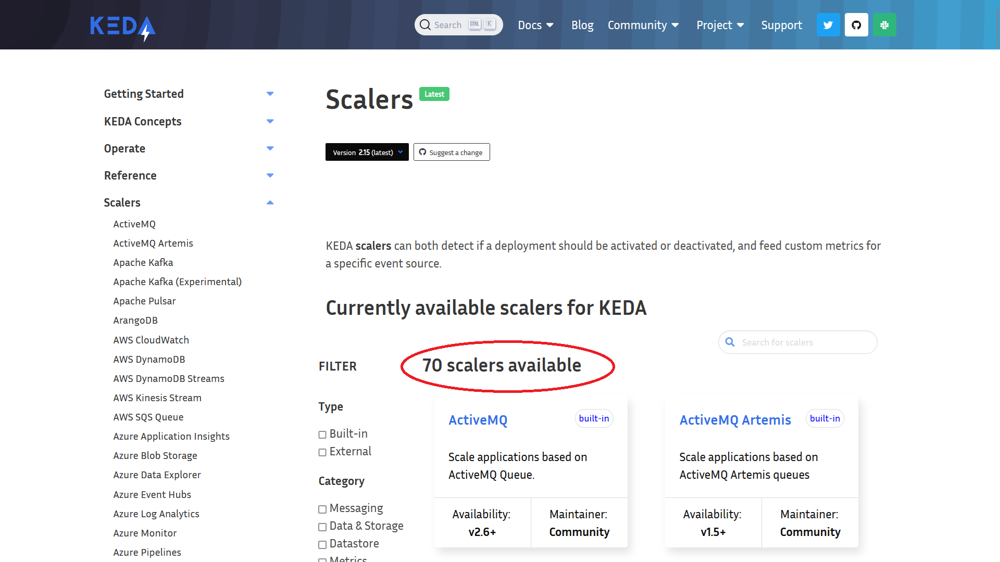 KEDA
Search CTRL K
Docs
Blog
Community
Project
Support
Getting Started
KEDA Concepts
Operate
Reference
Scalers
ActiveMQ
ActiveMQ Artemis
Apache Kafka
Apache Kafka (Experimental)
Apache Pulsar
ArangoDB
AWS CloudWatch
AWS DynamoDB
AWS DynamoDB Streams
AWS Kinesis Stream
AWS SQS Queue
Azure Application Insights
Azure Blob Storage
Azure Data Explorer
Azure Event Hubs
Azure Log Analytics
Azure Monitor
Azure Pipelines
Scalers Latest
Version 2.15 (latest)
Suggest a change
KEDA scalers can both detect if a deployment should be activated or deactivated, and feed custom metrics for
a specific event source.
Currently available scalers for KEDA
Search for scalers
FILTER
70 scalers available
Type
Built-in
External
Category
Messaging
Data & Storage
Datastore
Metrics
ActiveMQ built-in
Scale applications based on
ActiveMQ Queue.
Availability:
v2.6+
Maintainer:
Community
ActiveMQ Artemis built-in
Scale applications based on
ActiveMQ Artemis queues
Availability:
v1.5+
Maintainer:
Community